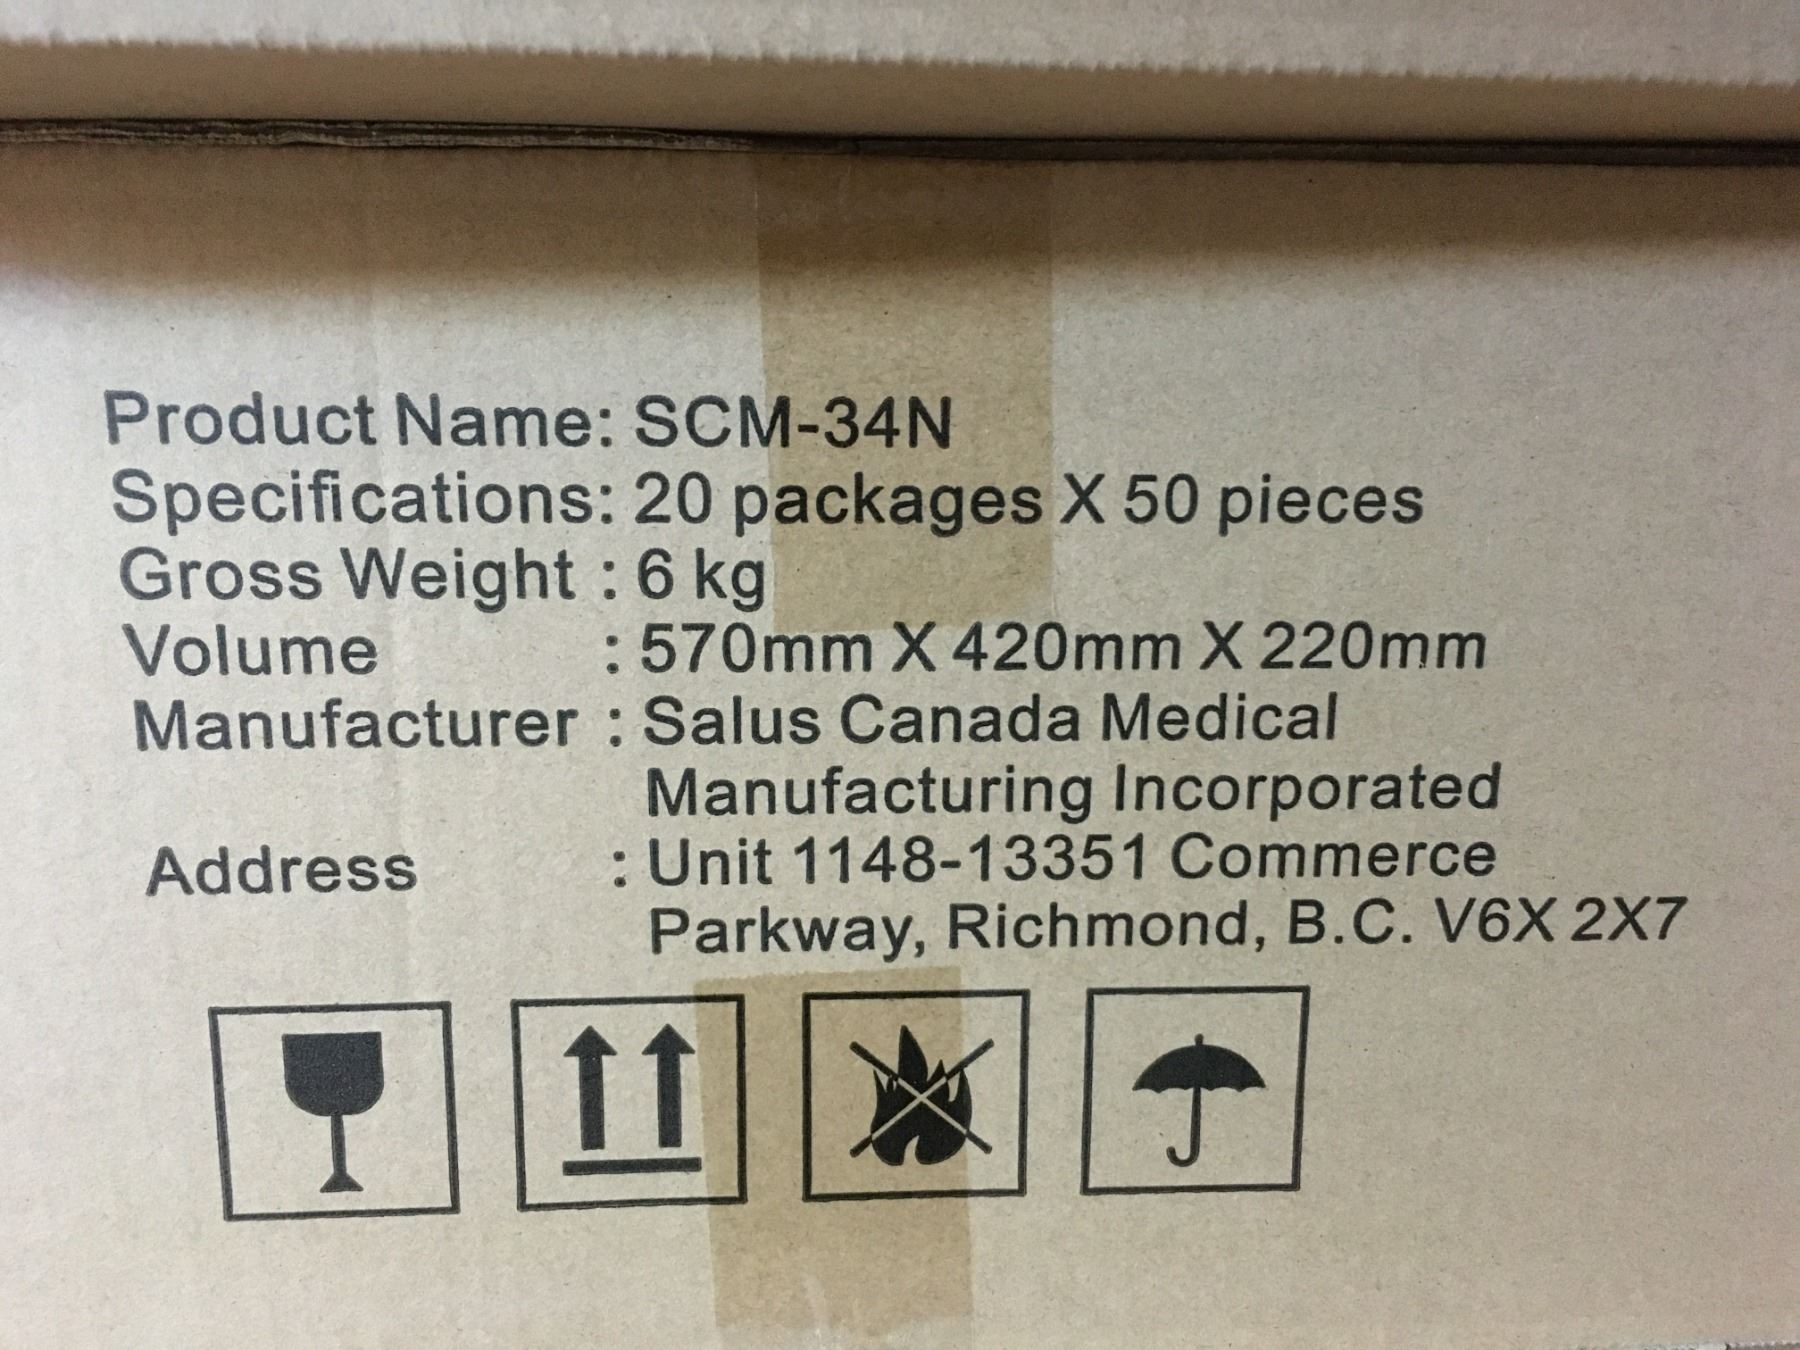 Product Name: SCM-34N
Specifications: 20 packages X 50 pieces
Gross Weight : 6 kg
Volume : 570mm X 420mm X 220mm
Manufacturer : Salus Canada Medical
Manufacturing Incorporated
Address : Unit 1148-13351 Commerce
Parkway, Richmond, B.C. V6X 2X7